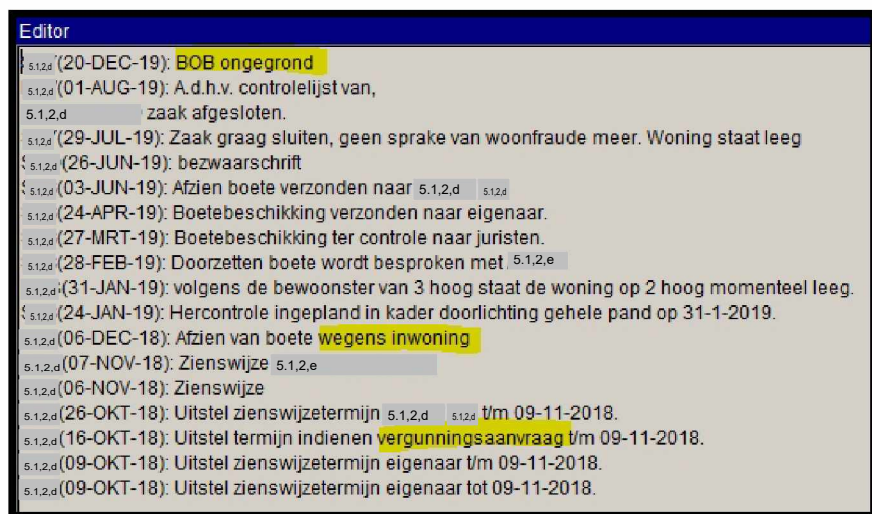 Editor
5.1,2,d (20-DEC-19): BOB ongegrond
5.1,2,d (01-AUG-19): A.d.h.v. controlelijst van,
5.1,2,d zaak afgesloten.
5.1,2,d (29-JUL-19): Zaak graag sluiten, geen sprake van woonfraude meer. Woning staat leeg
5.1,2,d (26-JUN-19): bezwaarschrift
5.1,2,d (03-JUN-19): Afzien boete verzonden naar 5.1,2,d 5.1,2,d
5.1,2,d (24-APR-19): Boetebeschikking verzonden naar eigenaar.
5.1,2,d (27-MRT-19): Boetebeschikking ter controle naar juristen.
5.1,2,d (28-FEB-19): Doorzetten boete wordt besproken met 5.1,2,e
5.1,2,d (31-JAN-19): volgens de bewoonster van 3 hoog staat de woning op 2 hoog momenteel leeg.
5.1,2,d (24-JAN-19): Hercontrole ingepland in kader doorlichting gehele pand op 31-1-2019.
5.1,2,d (06-DEC-18): Afzien van boete wegens inwoning
5.1,2,d (07-NOV-18): Zienswijze 5.1,2,e
5.1,2,d (06-NOV-18): Zienswijze
5.1,2,d (26-OKT-18): Uitstel zienswijzetermijn 5.1,2,d 5.1,2,d t/m 09-11-2018.
5.1,2,d (16-OKT-18): Uitstel termijn indienen vergunningsaanvraag t/m 09-11-2018.
5.1,2,d (09-OKT-18): Uitstel zienswijzetermijn eigenaar t/m 09-11-2018.
5.1,2,d (09-OKT-18): Uitstel zienswijzetermijn eigenaar tot 09-11-2018.